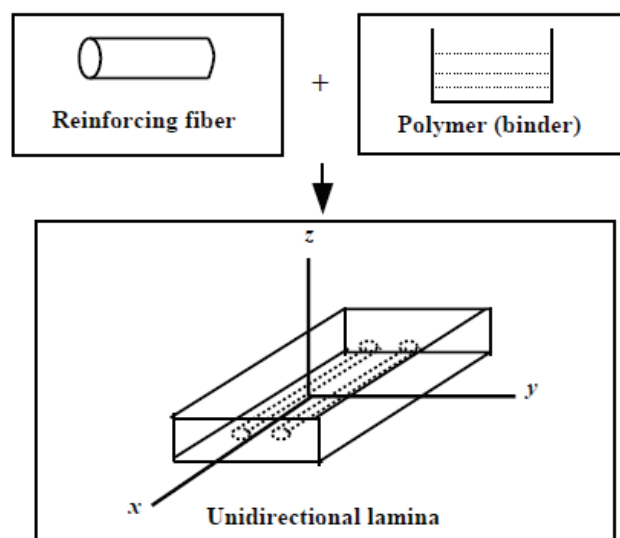 Reinforcing fiber
+
Polymer (binder)
z
y
x
Unidirectional lamina